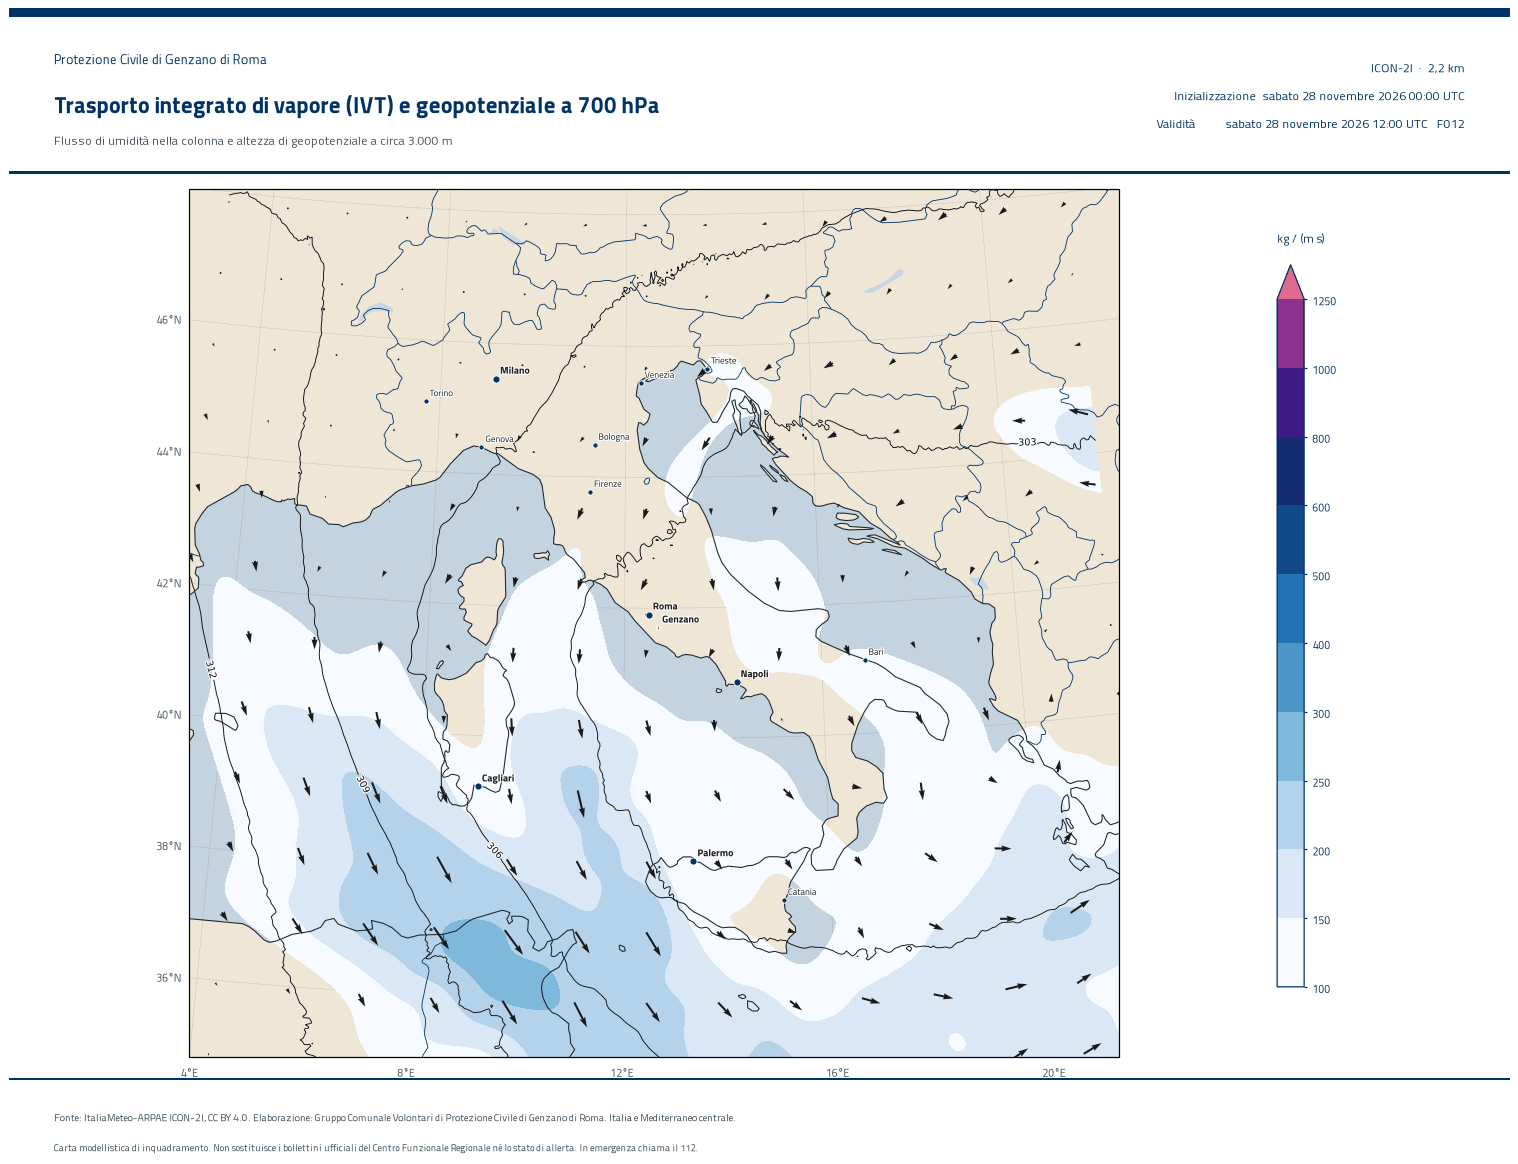 Protezione Civile di Genzano di Roma
Trasporto integrato di vapore (IVT) e geopotenziale a 700 hPa
Flusso di umidità nella colonna e altezza di geopotenziale a circa 3.000 m
ICON-2I · 2,2 km
Inizializzazione sabato 28 novembre 2026 00:00 UTC
Validità sabato 28 novembre 2026 12:00 UTC F012
kg / (m s)
1250
1000
800
600
500
400
300
250
200
150
100
46°N
44°N
42°N
40°N
38°N
36°N
4°E
8°E
12°E
16°E
20°E
Trieste
Venezia
Milano
Torino
Genova
Bologna
Firenze
303
Roma
Genzano
Bari
Napoli
312
309
306
Cagliari
Palermo
Catania
Fonte: ItaliaMeteo-ARPAE ICON-2I, CC BY 4.0. Elaborazione: Gruppo Comunale Volontari di Protezione Civile di Genzano di Roma. Italia e Mediterraneo centrale.
Carta modellistica di inquadramento. Non sostituisce i bollettini ufficiali del Centro Funzionale Regionale né lo stato di allerta. In emergenza chiama il 112.